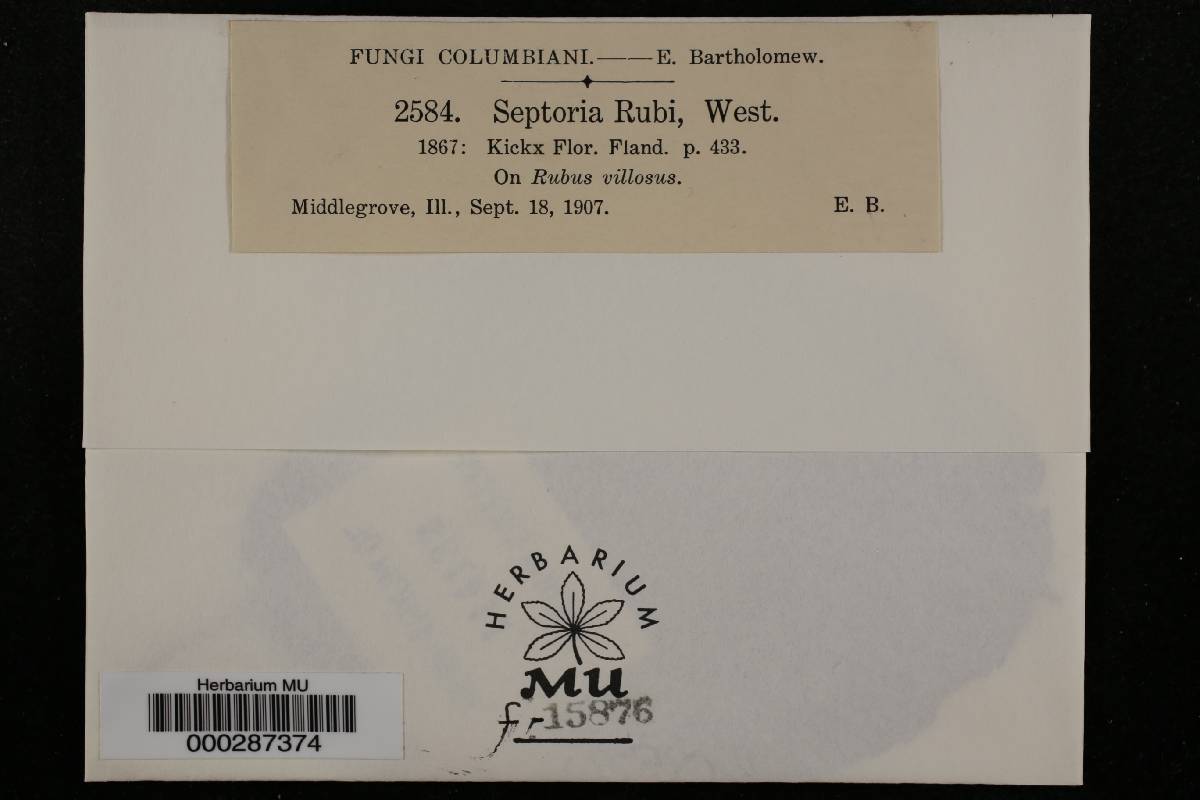 FUNGI COLUMBIANI.——E. Bartholomew.
2584. Septoria Rubi, West.
1867: Kickx Flor. Fland. p. 433.
On Rubus villosus.
Middlegrove, Ill., Sept. 18, 1907. E. B.
HERBARIUM
MU
f.-15876
Herbarium MU
000287374